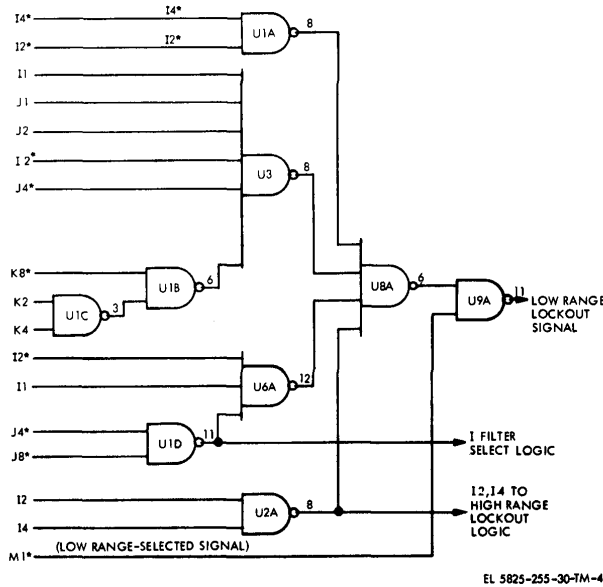 I4* I4* 8
I2* I2* U1A
I1
J1
J2
I2* 8
J4* U3
K8* 6
K2 3 U1B
U1C
K4
U8A 6
U9A 11
LOW RANGE
LOCKOUT
SIGNAL
I2*
I1 U6A 12
J4* 11
J8* U1D
I FILTER
SELECT LOGIC
I2 8
I4 U2A
I2,I4 TO
HIGH RANGE
LOCKOUT
LOGIC
M1* (LOW RANGE-SELECTED SIGNAL)
EL 5825-255-30-TM-4